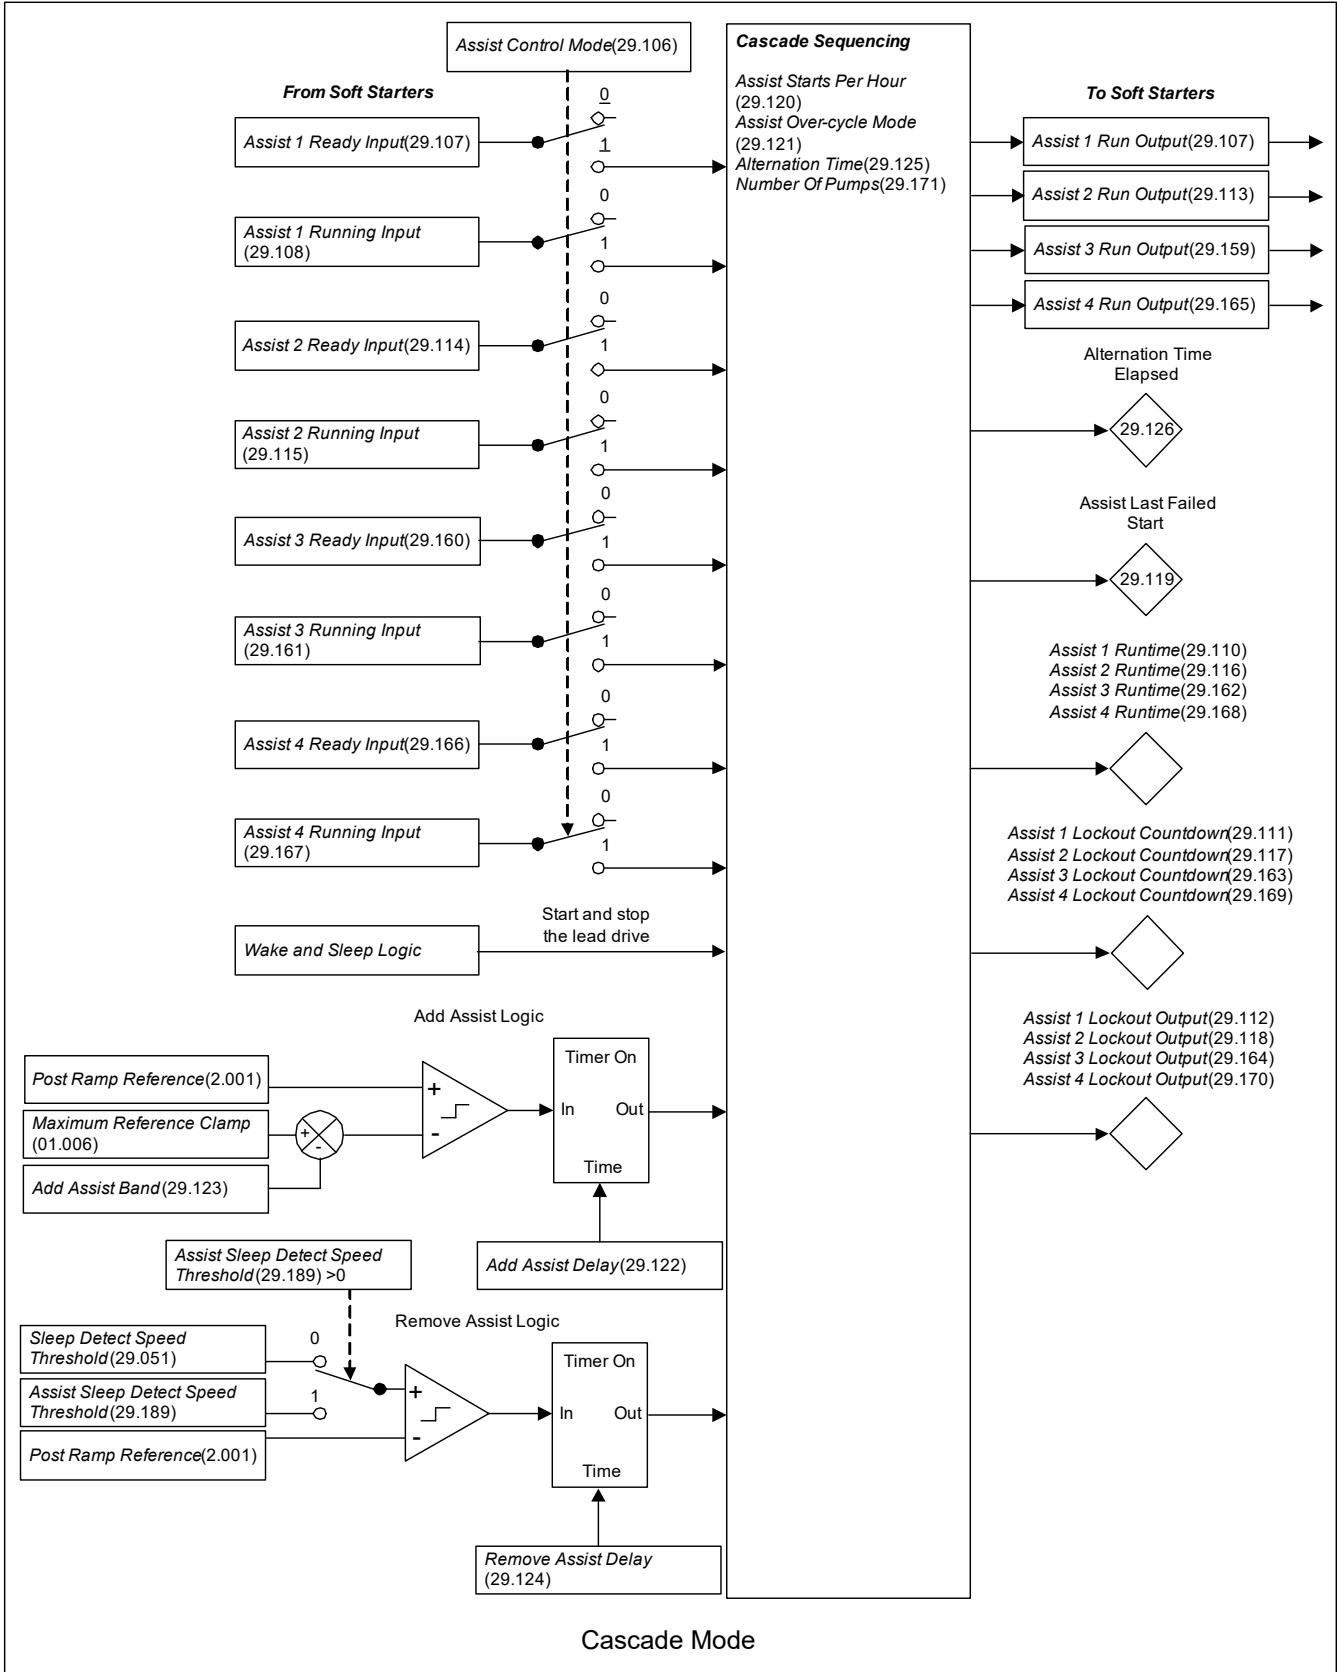 Assist Control Mode(29.106)
From Soft Starters
0
1
Assist 1 Ready Input(29.107)
0
1
Assist 1 Running Input
(29.108)
0
1
Assist 2 Ready Input(29.114)
0
1
Assist 2 Running Input
(29.115)
0
1
Assist 3 Ready Input(29.160)
0
1
Assist 3 Running Input
(29.161)
0
1
Assist 4 Ready Input(29.166)
0
1
Assist 4 Running Input
(29.167)
Start and stop
the lead drive
Wake and Sleep Logic
Add Assist Logic
Post Ramp Reference(2.001)
Maximum Reference Clamp
(01.006)
Add Assist Band(29.123)
+
-
+
-
Timer On
In Out
Time
Add Assist Delay(29.122)
Assist Sleep Detect Speed
Threshold(29.189) >0
Remove Assist Logic
Sleep Detect Speed
Threshold(29.051)
0
Assist Sleep Detect Speed
Threshold(29.189)
1
Post Ramp Reference(2.001)
+
-
Timer On
In Out
Time
Remove Assist Delay
(29.124)
Cascade Sequencing
Assist Starts Per Hour
(29.120)
Assist Over-cycle Mode
(29.121)
Alternation Time(29.125)
Number Of Pumps(29.171)
To Soft Starters
Assist 1 Run Output(29.107)
Assist 2 Run Output(29.113)
Assist 3 Run Output(29.159)
Assist 4 Run Output(29.165)
Alternation Time
Elapsed
29.126
Assist Last Failed
Start
29.119
Assist 1 Runtime(29.110)
Assist 2 Runtime(29.116)
Assist 3 Runtime(29.162)
Assist 4 Runtime(29.168)
Assist 1 Lockout Countdown(29.111)
Assist 2 Lockout Countdown(29.117)
Assist 3 Lockout Countdown(29.163)
Assist 4 Lockout Countdown(29.169)
Assist 1 Lockout Output(29.112)
Assist 2 Lockout Output(29.118)
Assist 3 Lockout Output(29.164)
Assist 4 Lockout Output(29.170)
Cascade Mode